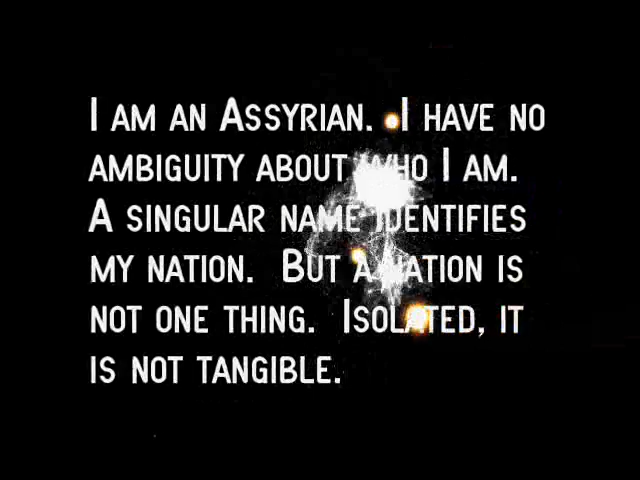 I AM AN ASSYRIAN. I HAVE NO
AMBIGUITY ABOUT WHO I AM.
A SINGULAR NAME IDENTIFIES
MY NATION. BUT A NATION IS
NOT ONE THING. ISOLATED, IT
IS NOT TANGIBLE.